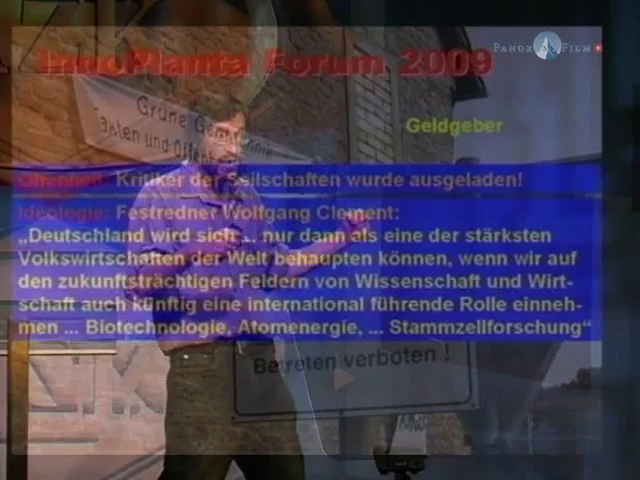 PANORAMAFILM
InnoPlanta Forum 2009
Grüne Gentechnik
Geldgeber
Offenheit: Kritiker der Seilschaften wurde ausgeladen!
Ideologie: Festredner Wolfgang Clement:
„Deutschland wird sich ... nur dann als eine der stärksten
Volkswirtschaften der Welt behaupten können, wenn wir auf
den zukunftsträchtigen Feldern von Wissenschaft und Wirt-
schaft auch künftig eine international führende Rolle einneh-
men ... Biotechnologie, Atomenergie, ... Stammzellforschung“
Betreten verboten !